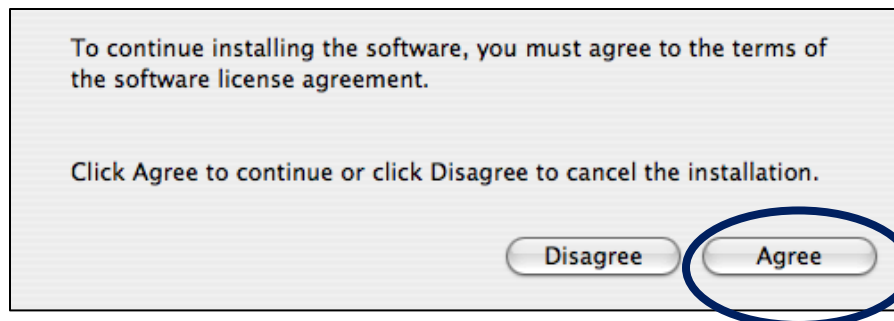 To continue installing the software, you must agree to the terms of
the software license agreement.
Click Agree to continue or click Disagree to cancel the installation.
Disagree Agree